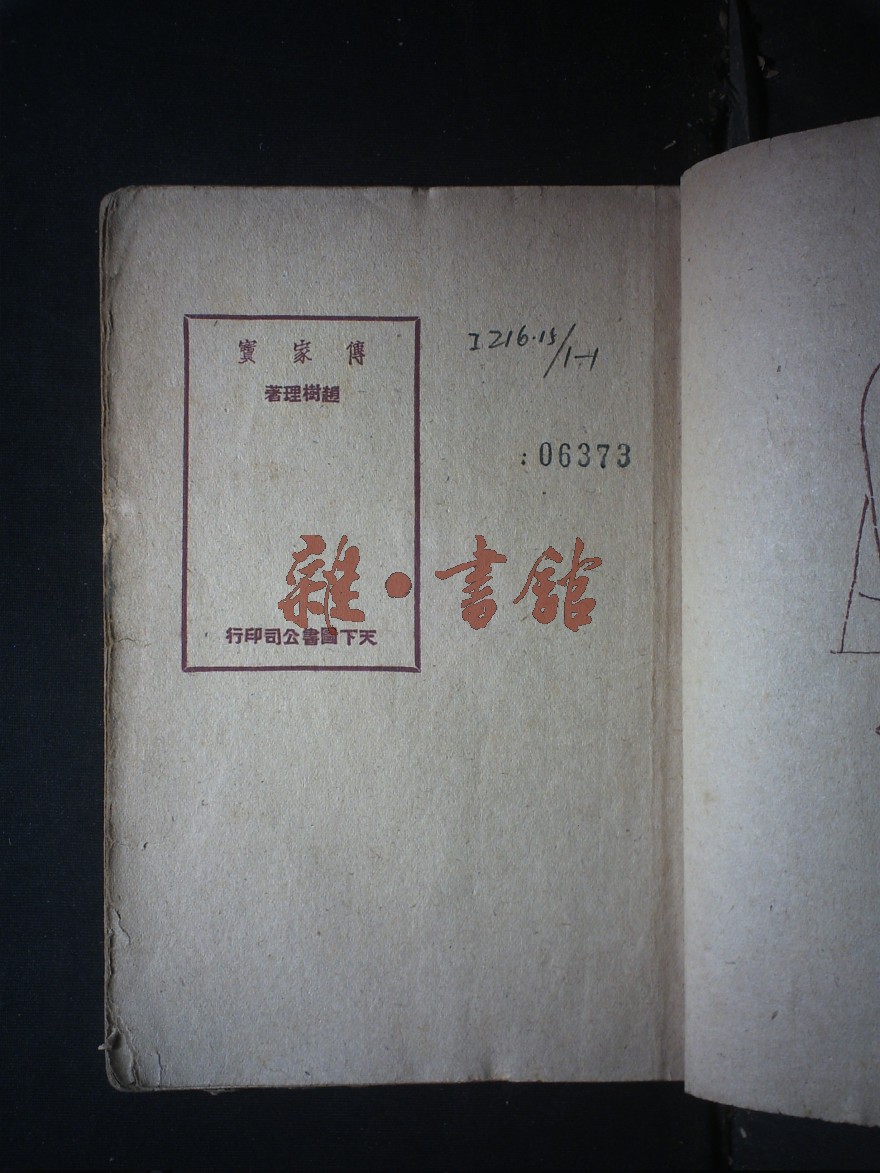 傳家寶
趙樹理著
天下圖書公司印行
I216.15/1-1
: 06373
雜·書館